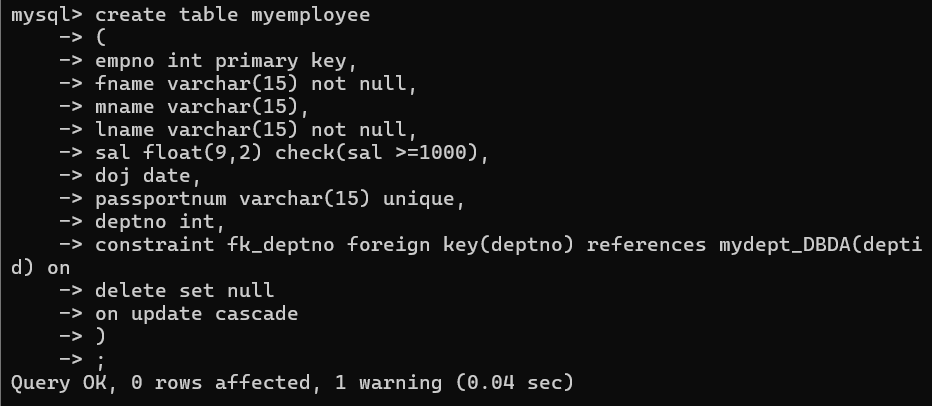 mysql> create table myemployee
    -> (
    -> empno int primary key,
    -> fname varchar(15) not null,
    -> mname varchar(15),
    -> lname varchar(15) not null,
    -> sal float(9,2) check(sal >=1000),
    -> doj date,
    -> passportnum varchar(15) unique,
    -> deptno int,
    -> constraint fk_deptno foreign key(deptno) references mydept_DBDA(depti
d) on
    -> delete set null
    -> on update cascade
    -> )
    -> ;
Query OK, 0 rows affected, 1 warning (0.04 sec)